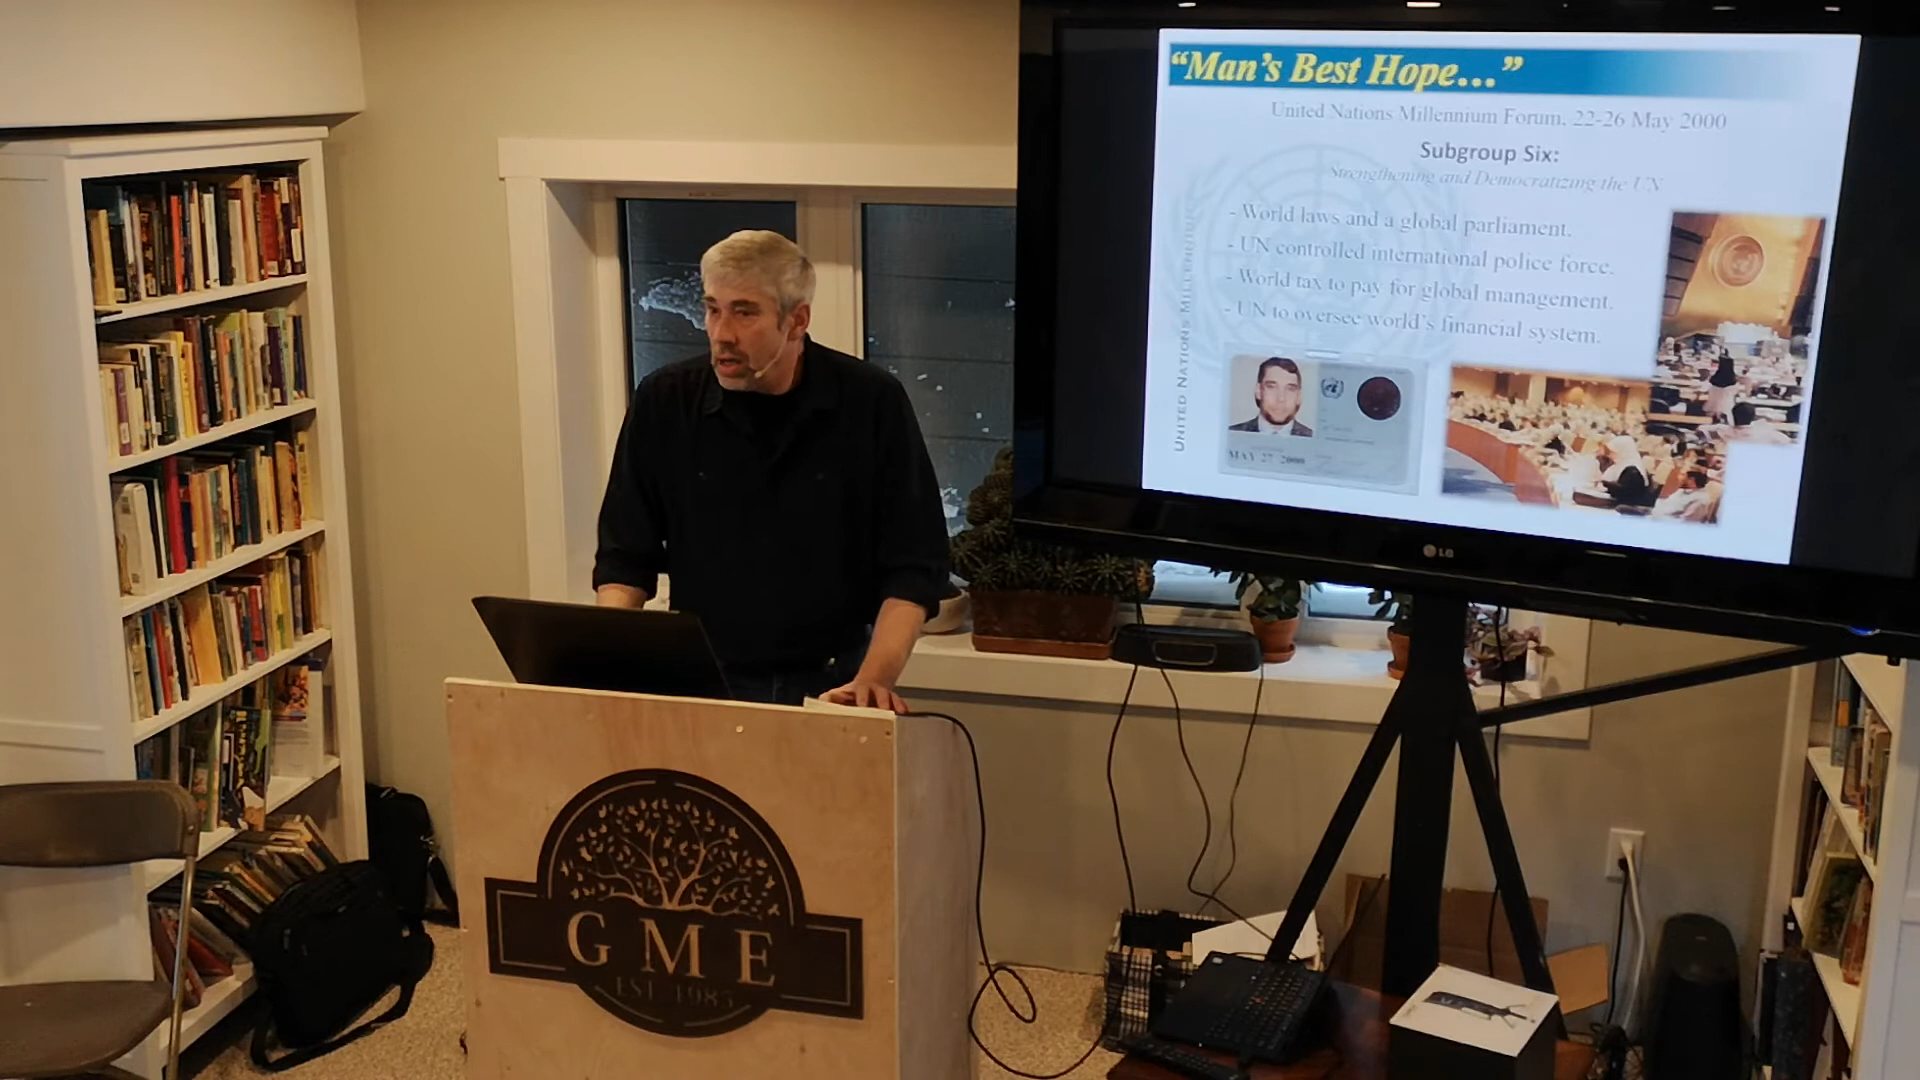 “Man’s Best Hope...”
United Nations Millennium Forum, 22-26 May 2000
Subgroup Six:
Strengthening and Democratizing the UN
- World laws and a global parliament.
- UN controlled international police force.
- World tax to pay for global management.
- UN to oversee world’s financial system.
UNITED NATIONS MILLENNIUM
MAY 27 2000
LG
GME
EST 1985